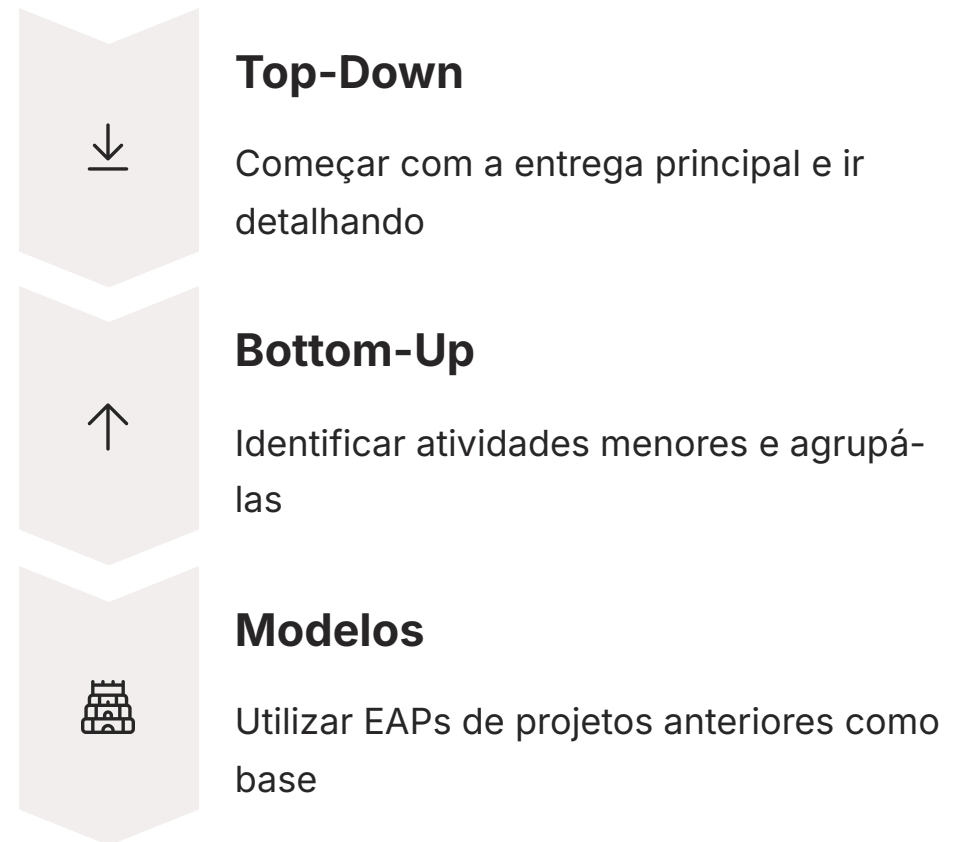 Top-Down
Começar com a entrega principal e ir
detalhando
Bottom-Up
Identificar atividades menores e agrupá-
las
Modelos
Utilizar EAPs de projetos anteriores como
base